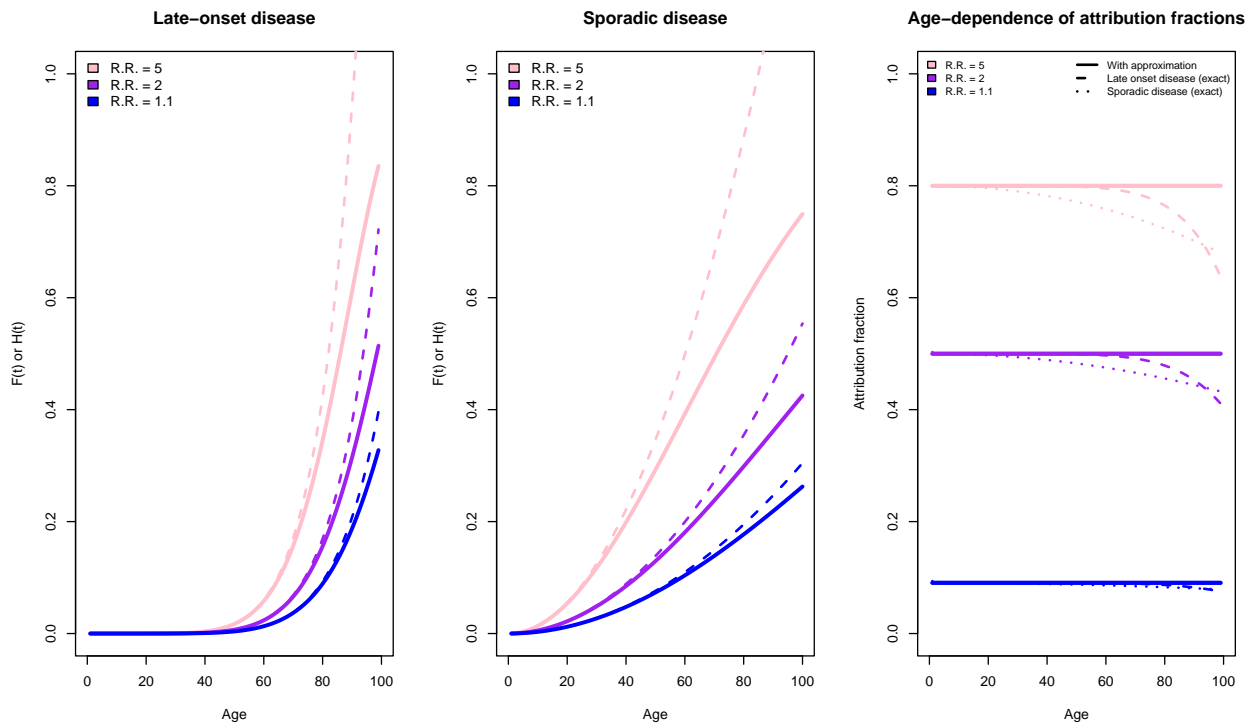 Late−onset disease
R.R. = 5
R.R. = 2
R.R. = 1.1
F(t) or H(t)
0.0
0.2
0.4
0.6
0.8
1.0
0 20 40 60 80 100
Age
Sporadic disease
R.R. = 5
R.R. = 2
R.R. = 1.1
F(t) or H(t)
0.0
0.2
0.4
0.6
0.8
1.0
0 20 40 60 80 100
Age
Age−dependence of attribution fractions
R.R. = 5
R.R. = 2
R.R. = 1.1
With approximation
Late onset disease (exact)
Sporadic disease (exact)
Attribution fraction
0.0
0.2
0.4
0.6
0.8
1.0
0 20 40 60 80 100
Age